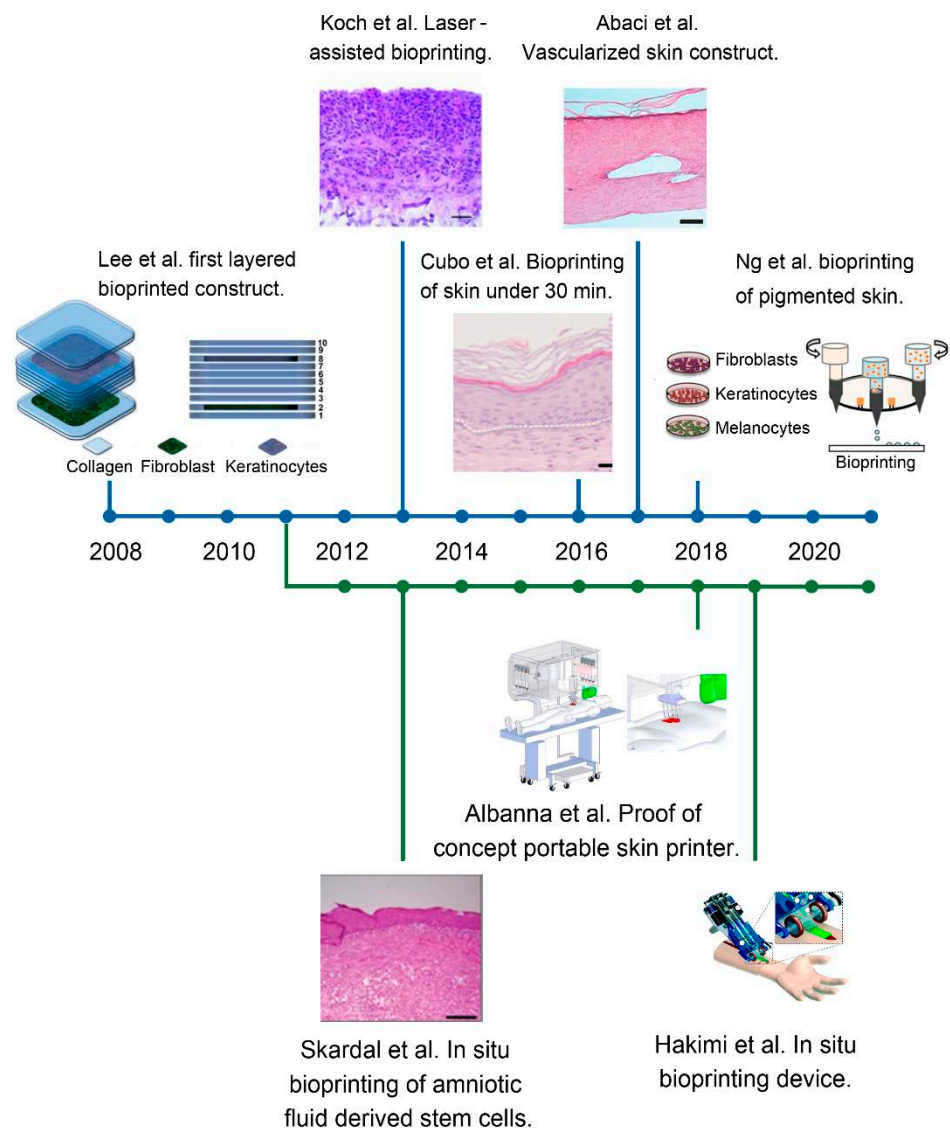 Koch et al. Laser -
assisted bioprinting.
Abaci et al.
Vascularized skin construct.
Lee et al. first layered
bioprinted construct.
Cubo et al. Bioprinting
of skin under 30 min.
Ng et al. bioprinting
of pigmented skin.
10
9
8
7
6
5
4
3
2
1
Collagen Fibroblast Keratinocytes
Fibroblasts
Keratinocytes
Melanocytes
Bioprinting
2008 2010 2012 2014 2016 2018 2020
Albanna et al. Proof of
concept portable skin printer.
Skardal et al. In situ
bioprinting of amniotic
fluid derived stem cells.
Hakimi et al. In situ
bioprinting device.